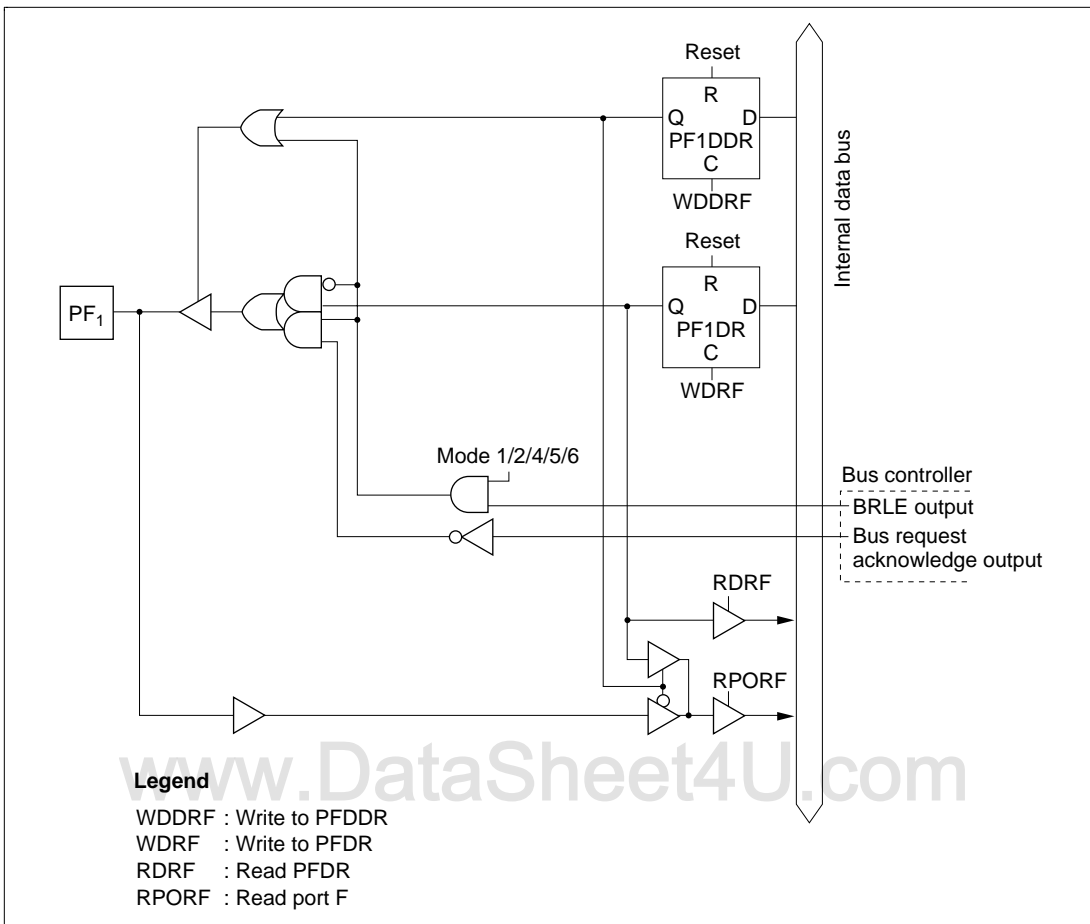 Reset
R
Q D
PF1DDR
C
WDDRF
Internal data bus
Reset
R
Q D
PF1DR
C
WDRF
PF1
Mode 1/2/4/5/6
Bus controller
BRLE output
Bus request
acknowledge output
RDRF
RPORF
www.DataSheet4U.com
Legend
WDDRF : Write to PFDDR
WDRF : Write to PFDR
RDRF : Read PFDR
RPORF : Read port F